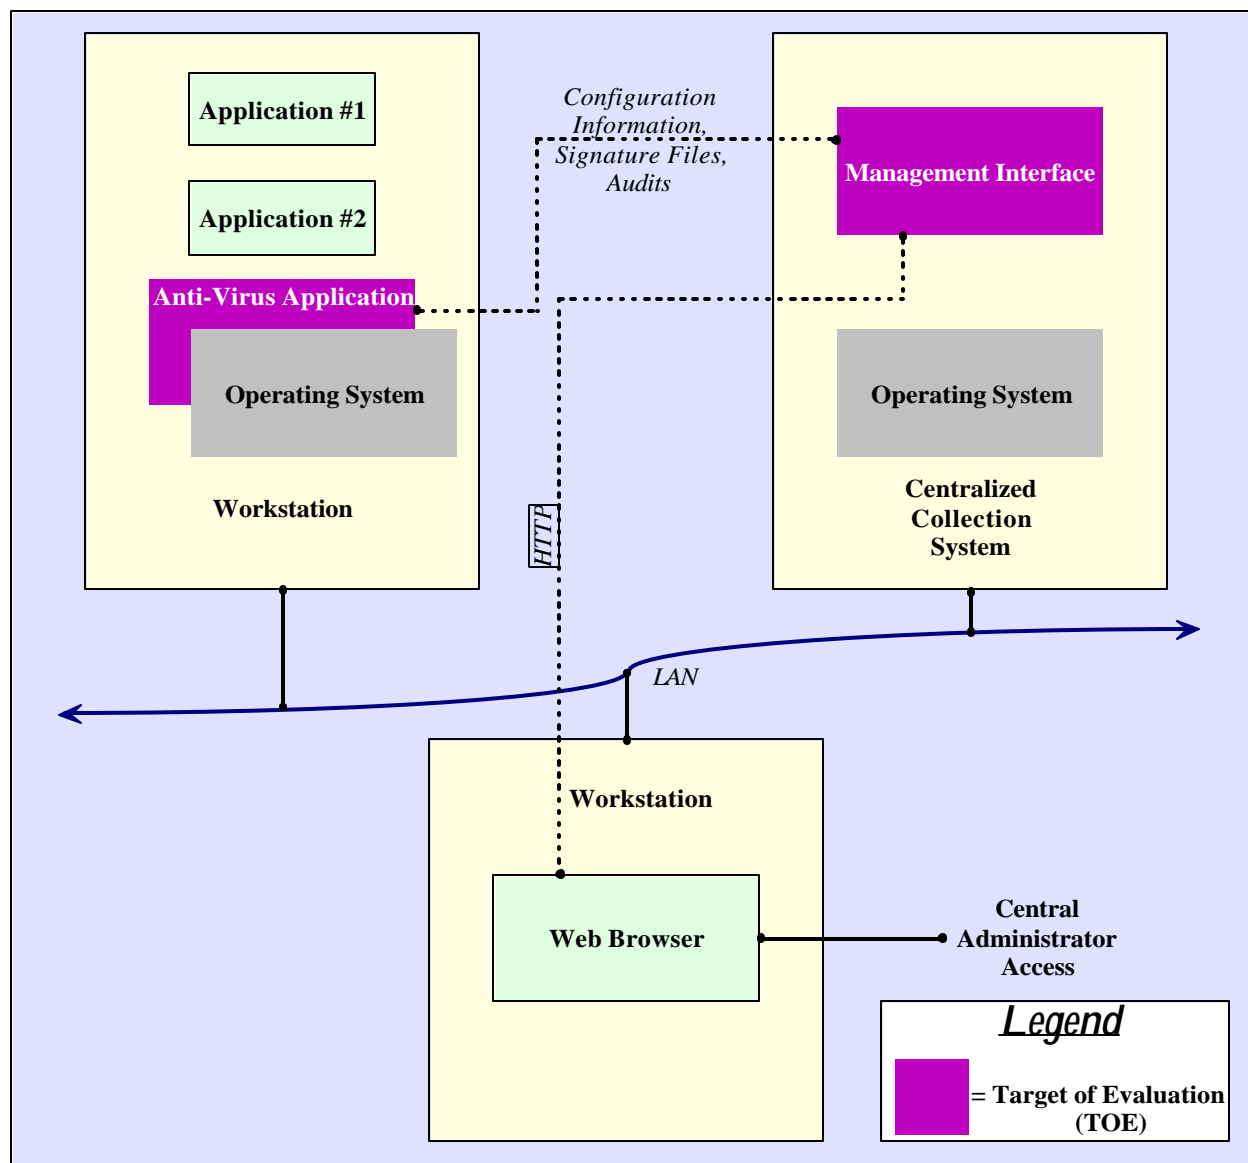 Application #1
Application #2
Anti-Virus Application
Operating System
Workstation
Configuration
Information,
Signature Files,
Audits
Management Interface
Operating System
Centralized
Collection
System
HTTP
LAN
Workstation
Web Browser
Central
Administrator
Access
Legend
= Target of Evaluation
(TOE)